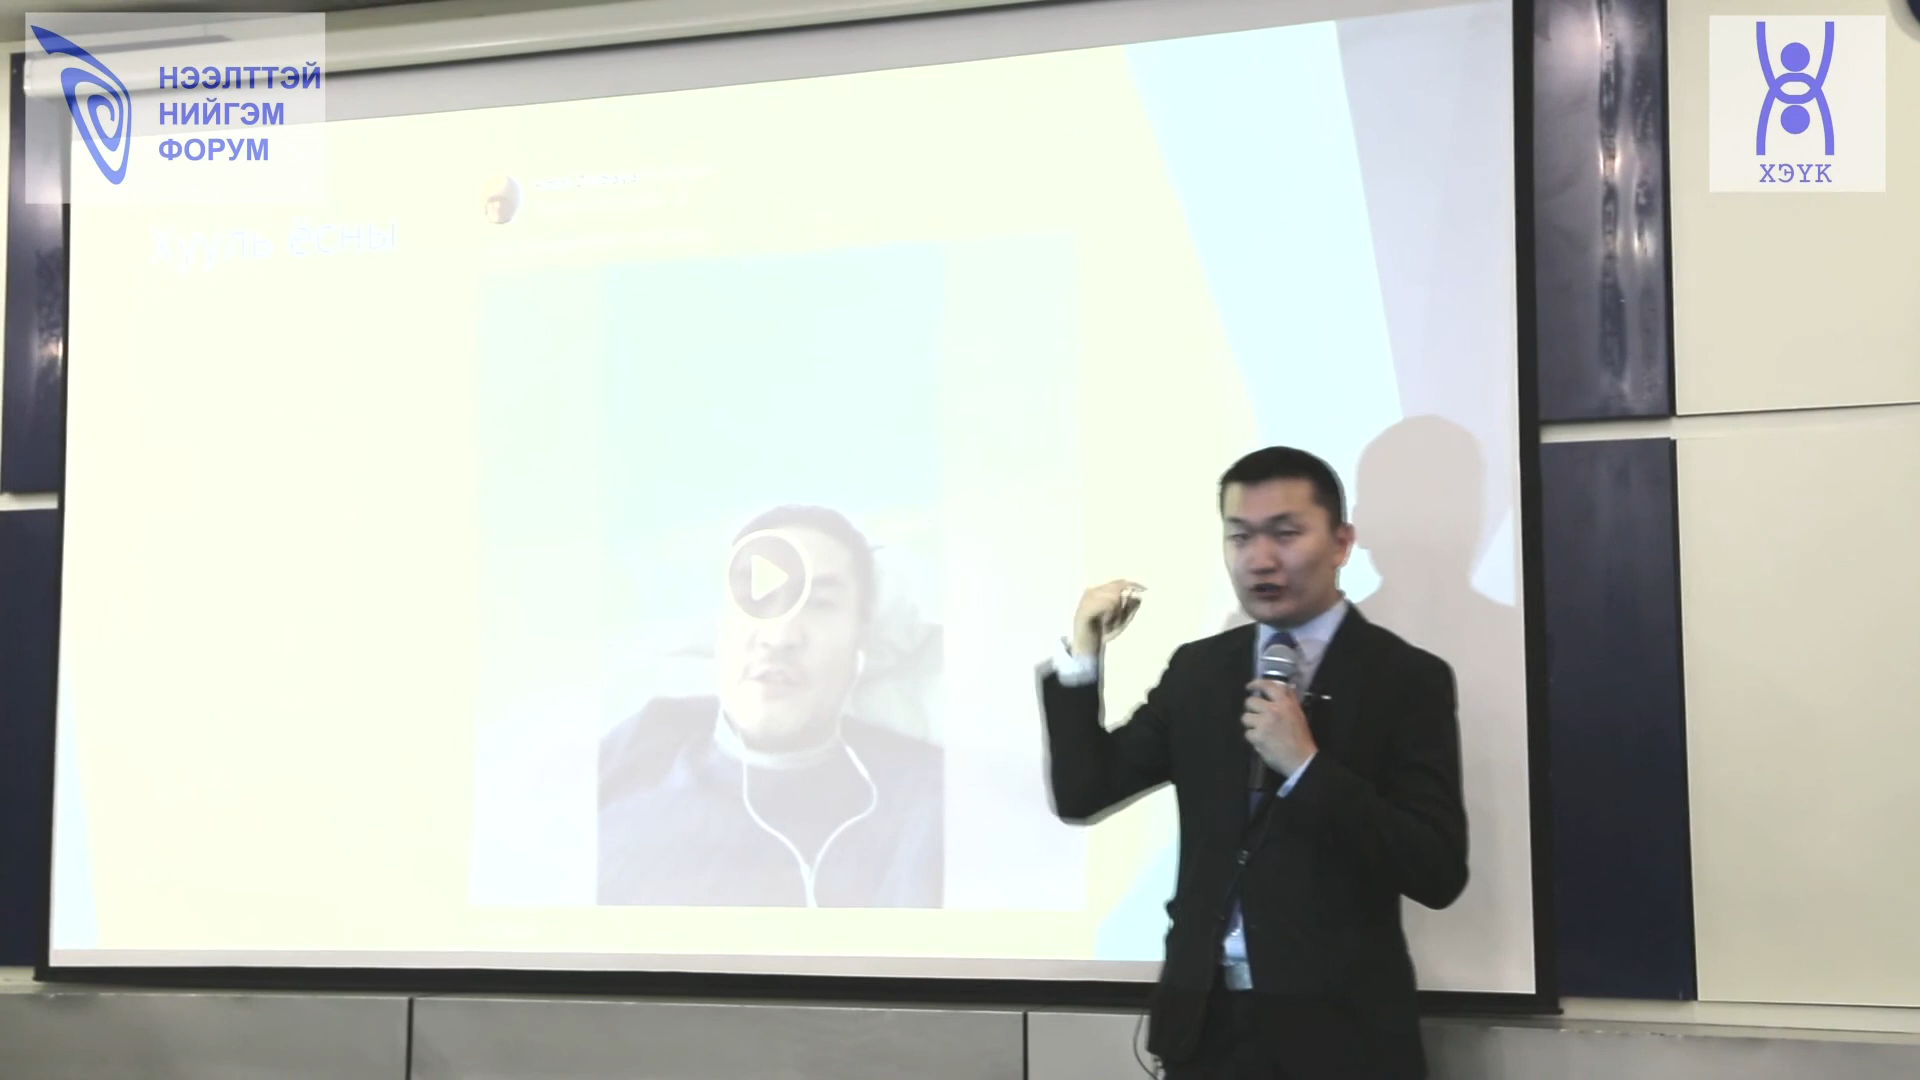 НЭЭЛТТЭЙ
НИЙГЭМ
ФОРУМ
ХЭҮК
Хууль ёсны